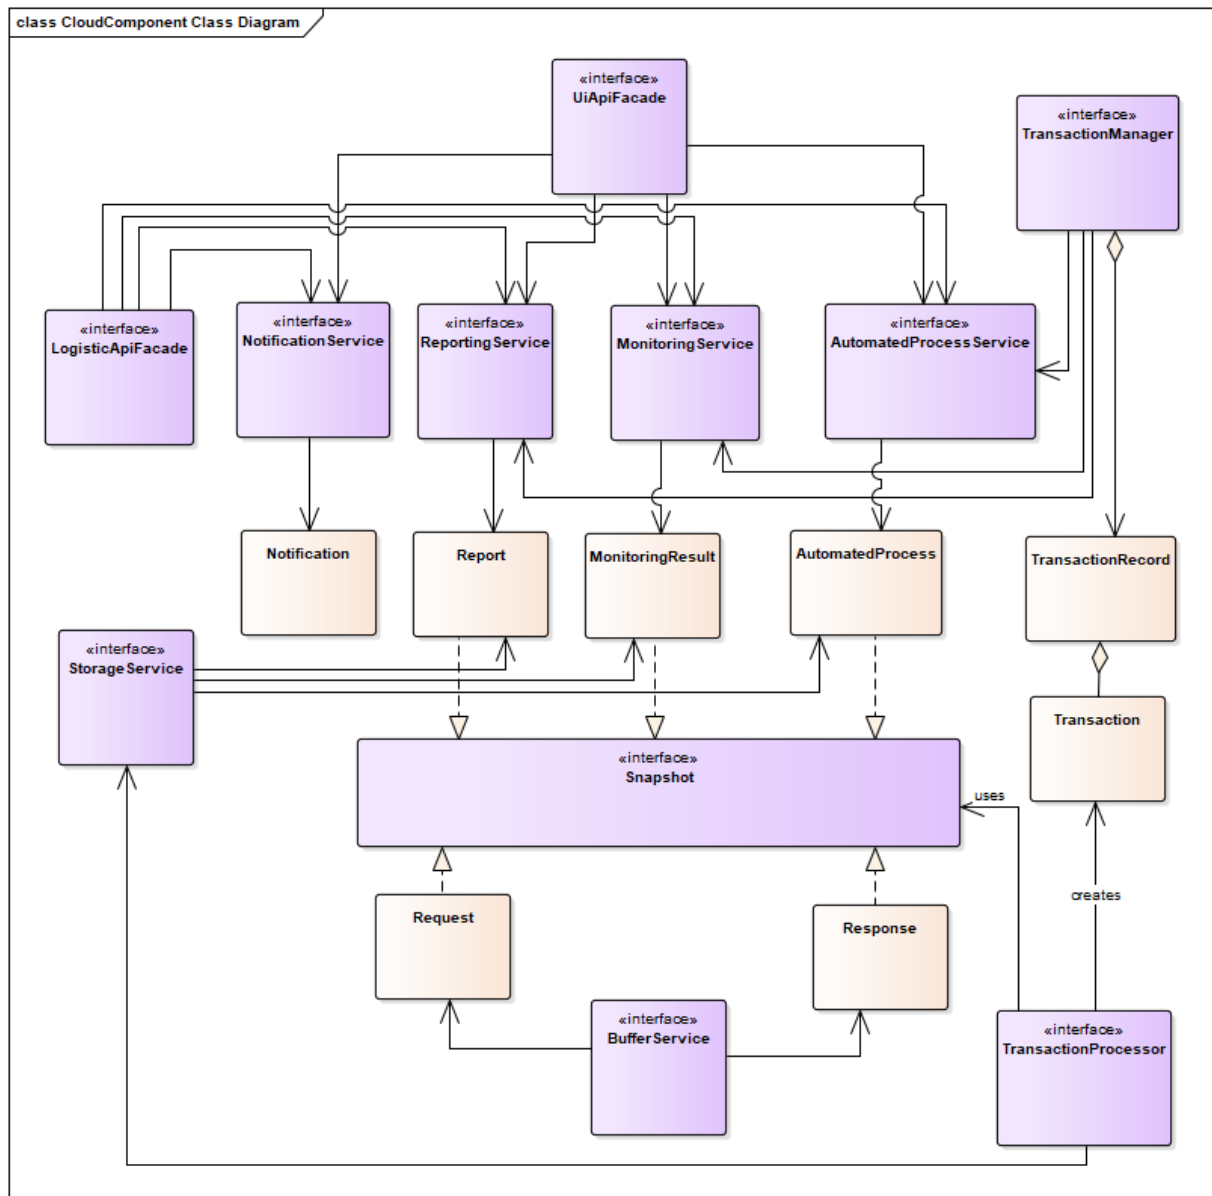 class CloudComponent Class Diagram
«interface»
UiApiFacade
«interface»
TransactionManager
«interface»
LogisticApiFacade
«interface»
NotificationService
«interface»
ReportingService
«interface»
MonitoringService
«interface»
AutomatedProcessService
Notification
Report
MonitoringResult
AutomatedProcess
TransactionRecord
«interface»
StorageService
Transaction
«interface»
Snapshot
uses
creates
Request
Response
«interface»
BufferService
«interface»
TransactionProcessor